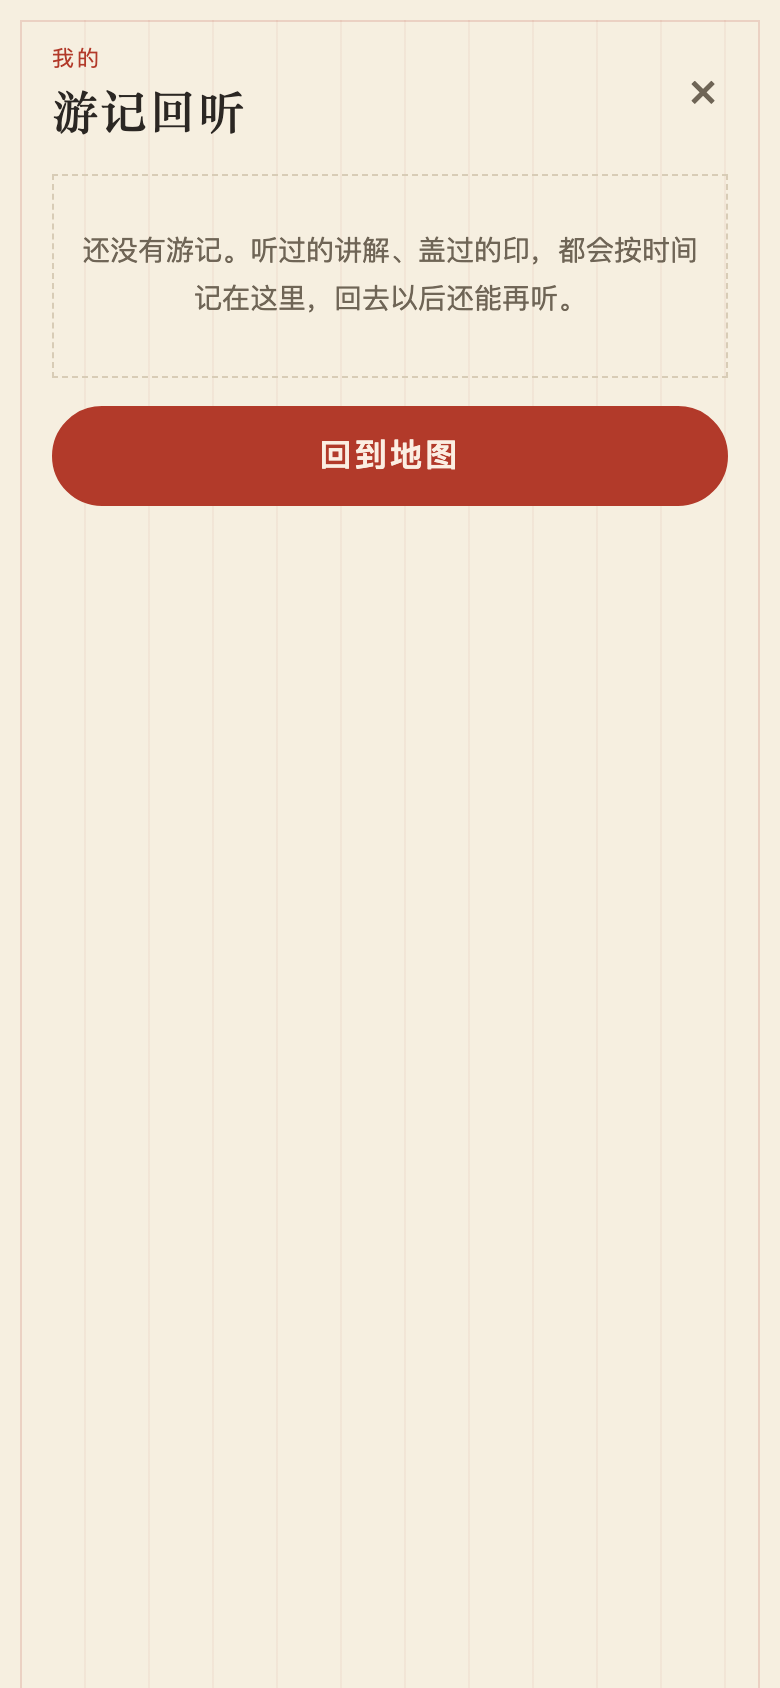 我的
游记回听
×
还没有游记。听过的讲解、盖过的印，都会按时间
记在这里，回去以后还能再听。
回到地图